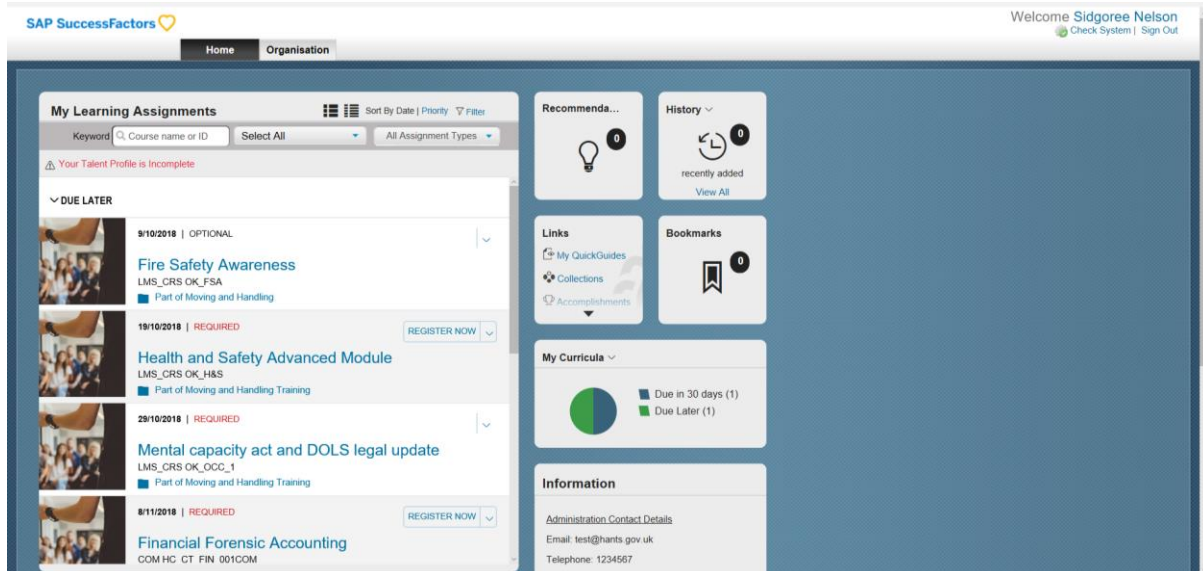 SAP SuccessFactors
Welcome Sidgoree Nelson
Check System | Sign Out
Home Organisation
My Learning Assignments Sort By Date | Priority Filter
Keyword Course name or ID Select All All Assignment Types
Your Talent Profile is Incomplete
DUE LATER
9/10/2018 | OPTIONAL
Fire Safety Awareness
LMS_CRS OK_FSA
Part of Moving and Handling
19/10/2018 | REQUIRED REGISTER NOW
Health and Safety Advanced Module
LMS_CRS OK_H&S
Part of Moving and Handling Training
29/10/2018 | REQUIRED
Mental capacity act and DOLS legal update
LMS_CRS OK_OCC_1
Part of Moving and Handling Training
8/11/2018 | REQUIRED REGISTER NOW
Financial Forensic Accounting
COM HC_CT_FIN_001COM
Recommenda...
0
History
0
recently added
View All
Links
My QuickGuides
Collections
Accomplishments
Bookmarks
0
My Curricula
Due in 30 days (1)
Due Later (1)
Information
Administration Contact Details
Email: test@hants.gov.uk
Telephone: 1234567